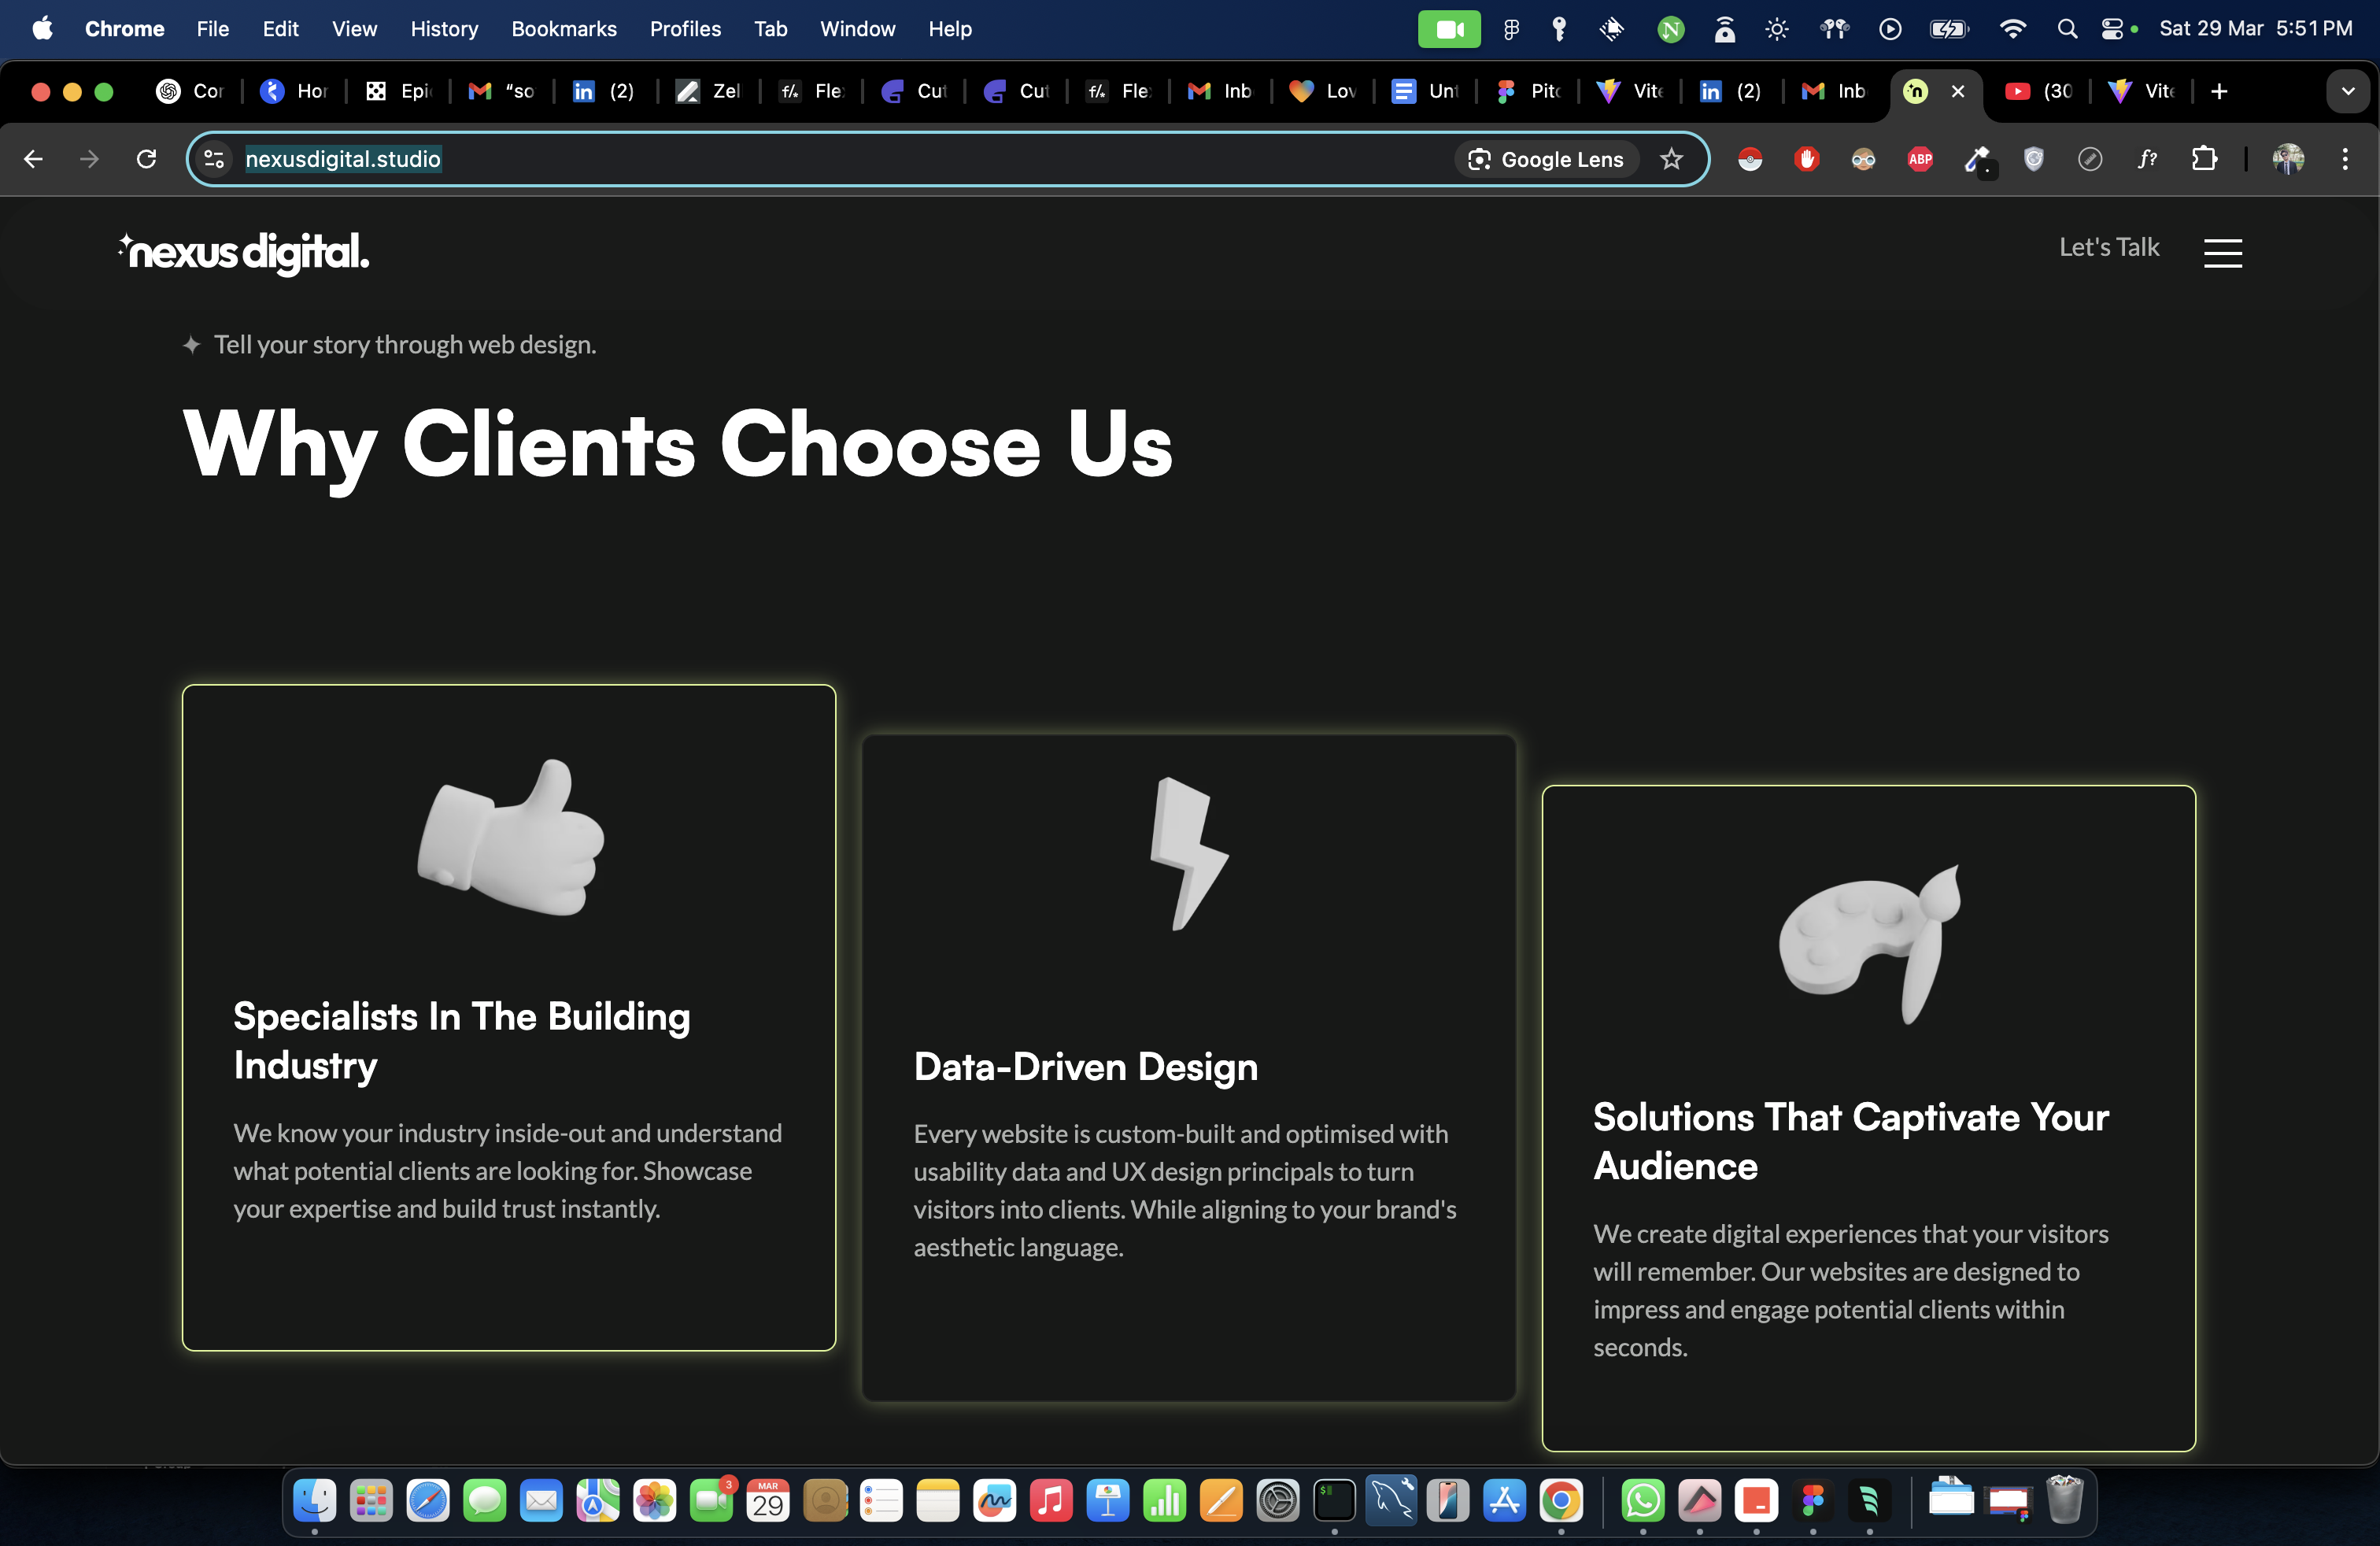 Chrome File Edit View History Bookmarks Profiles Tab Window Help Sat 29 Mar 5:51 PM
Cor Hor Epi "so (2) Zel Fle Cut Cut Fle Inb Lov Unt Pitc Vite (2) Inb (30 Vite
nexusdigital.studio Google Lens ABP f?
nexus digital. Let's Talk
Tell your story through web design.
Why Clients Choose Us
Specialists In The Building
Industry
We know your industry inside-out and understand
what potential clients are looking for. Showcase
your expertise and build trust instantly.
Data-Driven Design
Every website is custom-built and optimised with
usability data and UX design principals to turn
visitors into clients. While aligning to your brand's
aesthetic language.
Solutions That Captivate Your
Audience
We create digital experiences that your visitors
will remember. Our websites are designed to
impress and engage potential clients within
seconds.
3
MAR
29